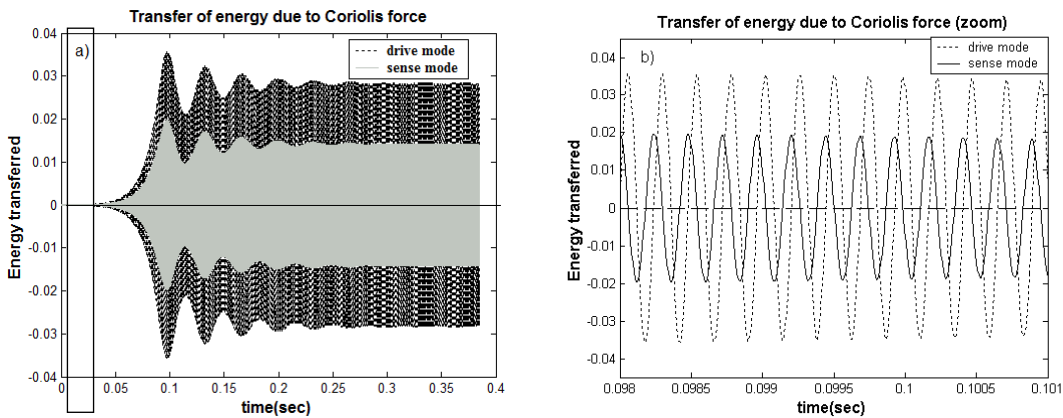 Transfer of energy due to Coriolis force
a)
drive mode
sense mode
0.04
0.03
0.02
0.01
0
-0.01
-0.02
-0.03
-0.04
Energy transferred
0
0.05
0.1
0.15
0.2
0.25
0.3
0.35
0.4
time(sec)
Transfer of energy due to Coriolis force (zoom)
b)
drive mode
sense mode
0.04
0.03
0.02
0.01
0
-0.01
-0.02
-0.03
-0.04
Energy transferred
0.098
0.0985
0.099
0.0995
0.1
0.1005
0.101
time(sec)